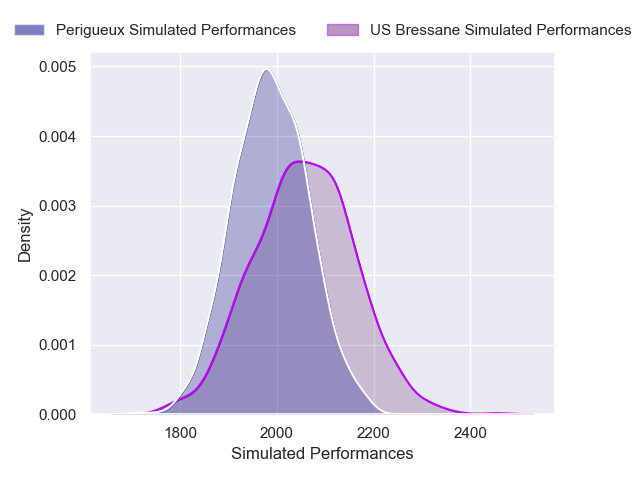 Perigueux Simulated Performances US Bressane Simulated Performances
0.005
0.004
0.003
0.002
0.001
0.000
Density
1800 2000 2200 2400
Simulated Performances